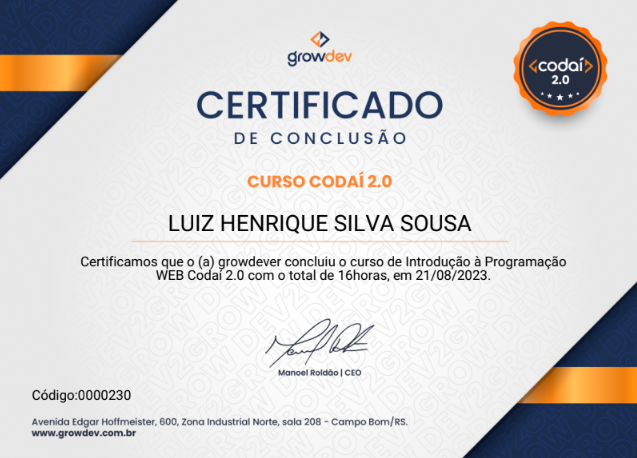 growdev
<codaí>
2.0
CERTIFICADO
DE CONCLUSÃO
CURSO CODAÍ 2.0
LUIZ HENRIQUE SILVA SOUSA
Certificamos que o (a) growdever concluiu o curso de Introdução à Programação
WEB Codaí 2.0 com o total de 16horas, em 21/08/2023.
Manoel Roldão | CEO
Código:0000230
Avenida Edgar Hoffmeister, 600, Zona Industrial Norte, sala 208 - Campo Bom/RS.
www.growdev.com.br